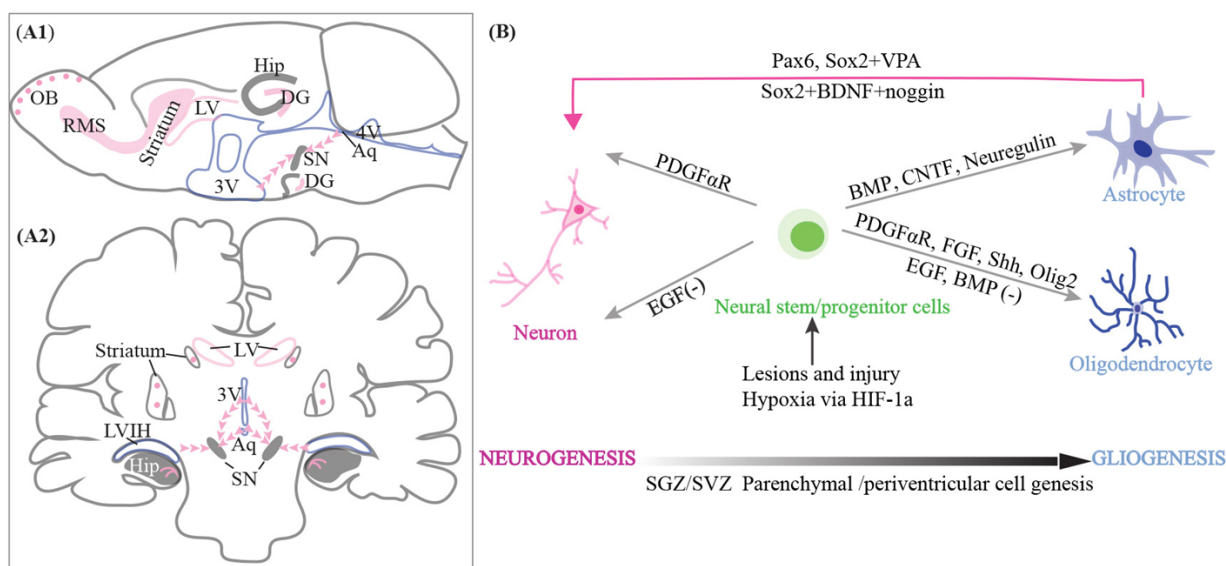 (A1)
Hip
OB
DG
LV
RMS
Striatum
4V
Aq
SN
3V
DG
(A2)
Striatum
LV
3V
LVIH
Aq
Hip
SN
(B)
Pax6, Sox2+VPA
Sox2+BDNF+noggin
PDGFαR
BMP, CNTF, Neuregulin
Astrocyte
PDGFαR, FGF, Shh, Olig2
EGF, BMP (-)
EGF(-)
Neural stem/progenitor cells
Neuron
Oligodendrocyte
Lesions and injury
Hypoxia via HIF-1a
NEUROGENESIS
GLIOGENESIS
SGZ/SVZ Parenchymal /periventricular cell genesis